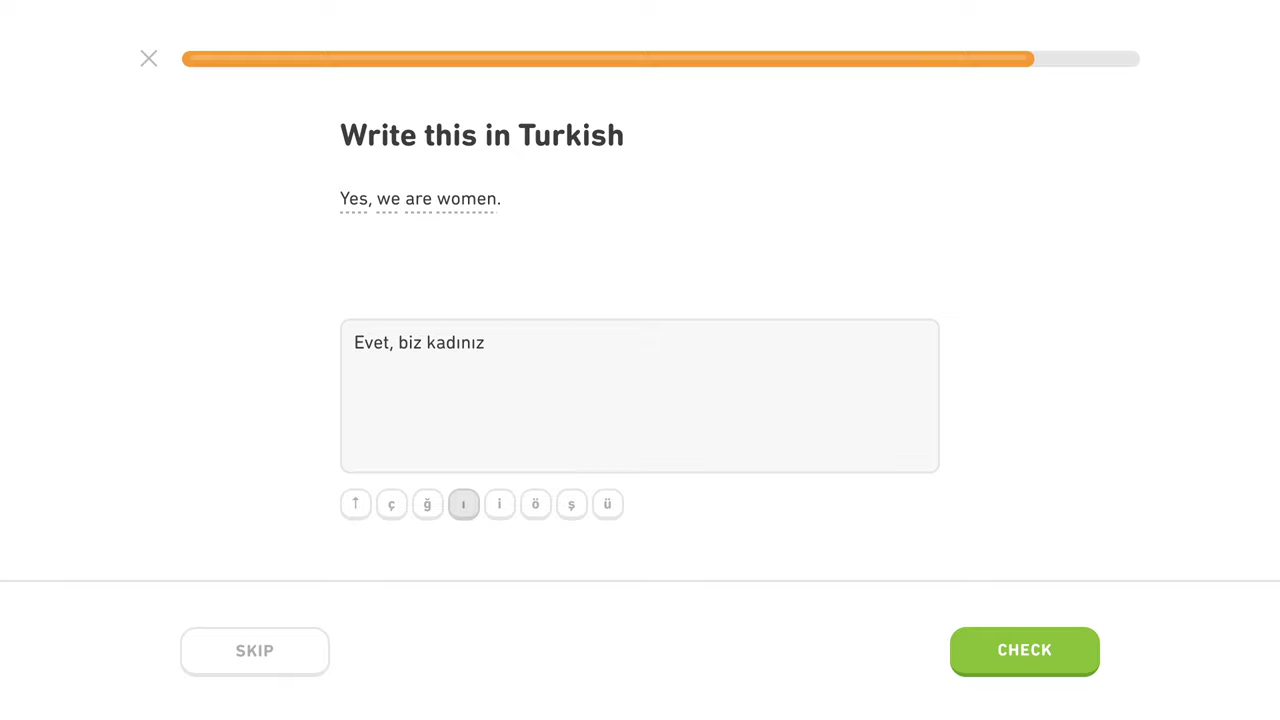 Write this in Turkish
Yes, we are women.
Evet, biz kadınız
↑ ç ğ ı i ö ş ü
SKIP
CHECK